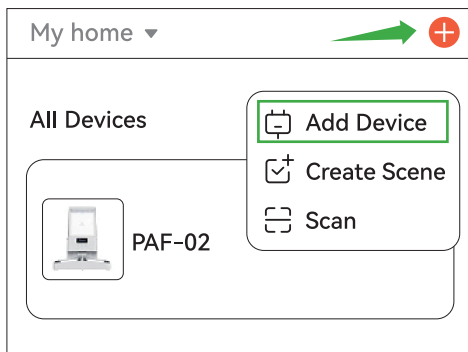 My home
All Devices
Add Device
Create Scene
Scan
PAF-02